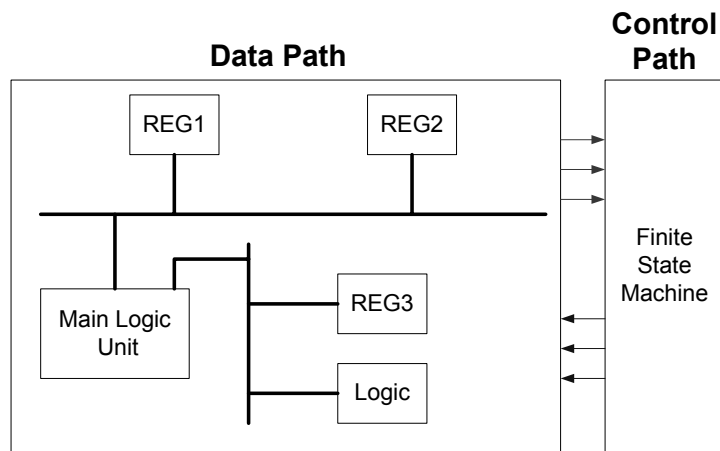 Data Path
Control
Path
REG1
REG2
Main Logic
Unit
REG3
Logic
Finite
State
Machine